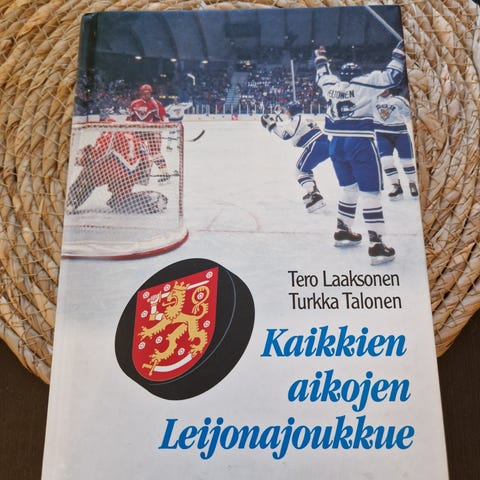 Tero Laaksonen
Turkka Talonen
Kaikkien
aikojen
Leijonajoukkue